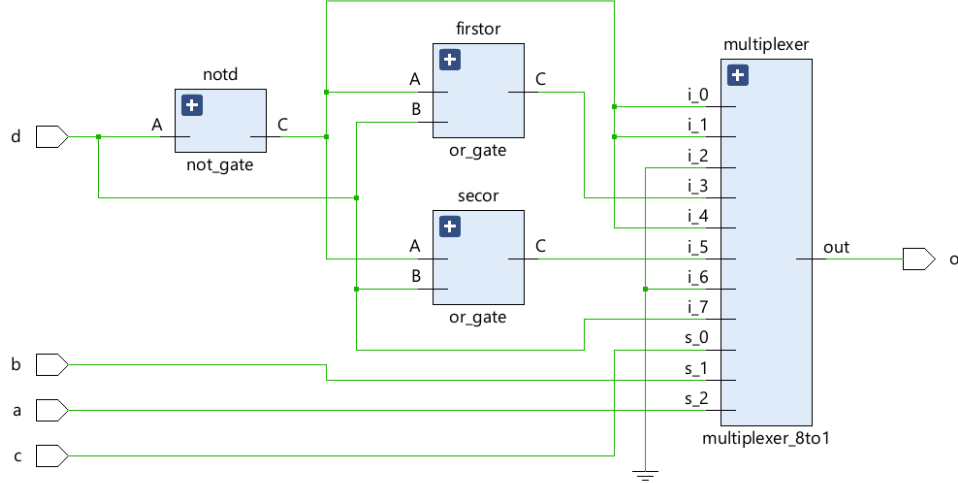 d
A
notd
C
not_gate
firstor
A
B
C
or_gate
secor
A
B
C
or_gate
b
a
c
multiplexer
i_0
i_1
i_2
i_3
i_4
i_5
i_6
i_7
s_0
s_1
s_2
out
multiplexer_8to1
o